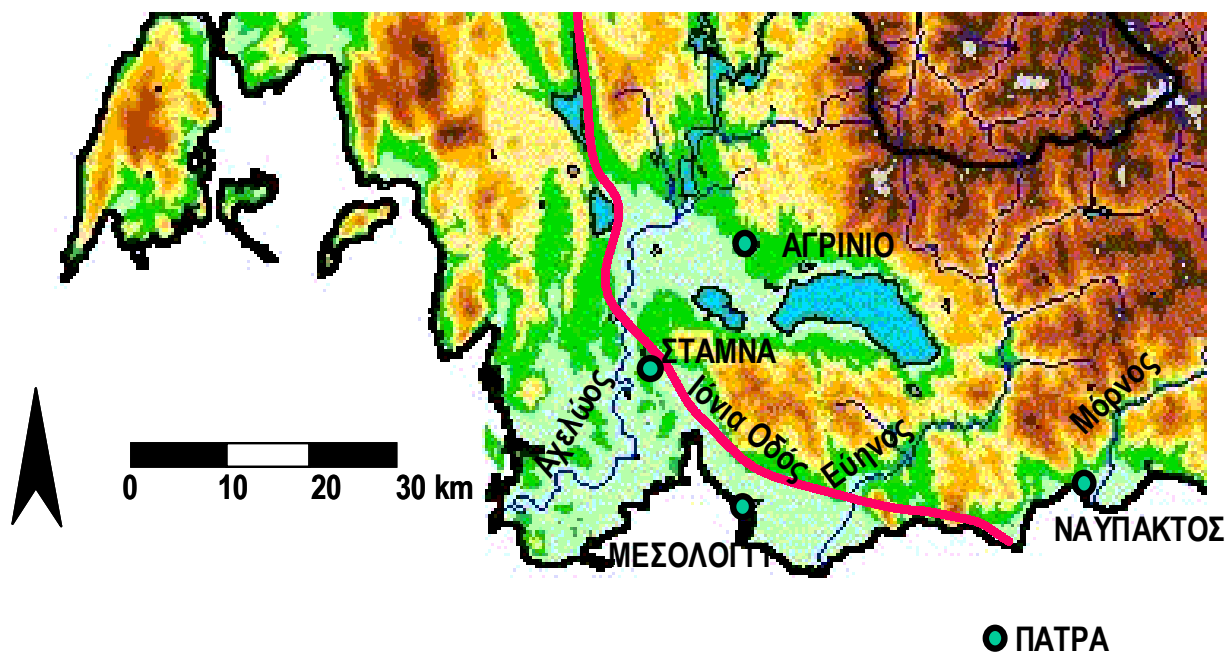 ΑΓΡΙΝΙΟ
ΣΤΑΜΝΑ
Ιόνια Οδός
Αχελώος
Εύηνος
Μόρνος
0 10 20 30 km
ΝΑΥΠΑΚΤΟΣ
ΜΕΣΟΛΟΓΓΙ
ΠΑΤΡΑ